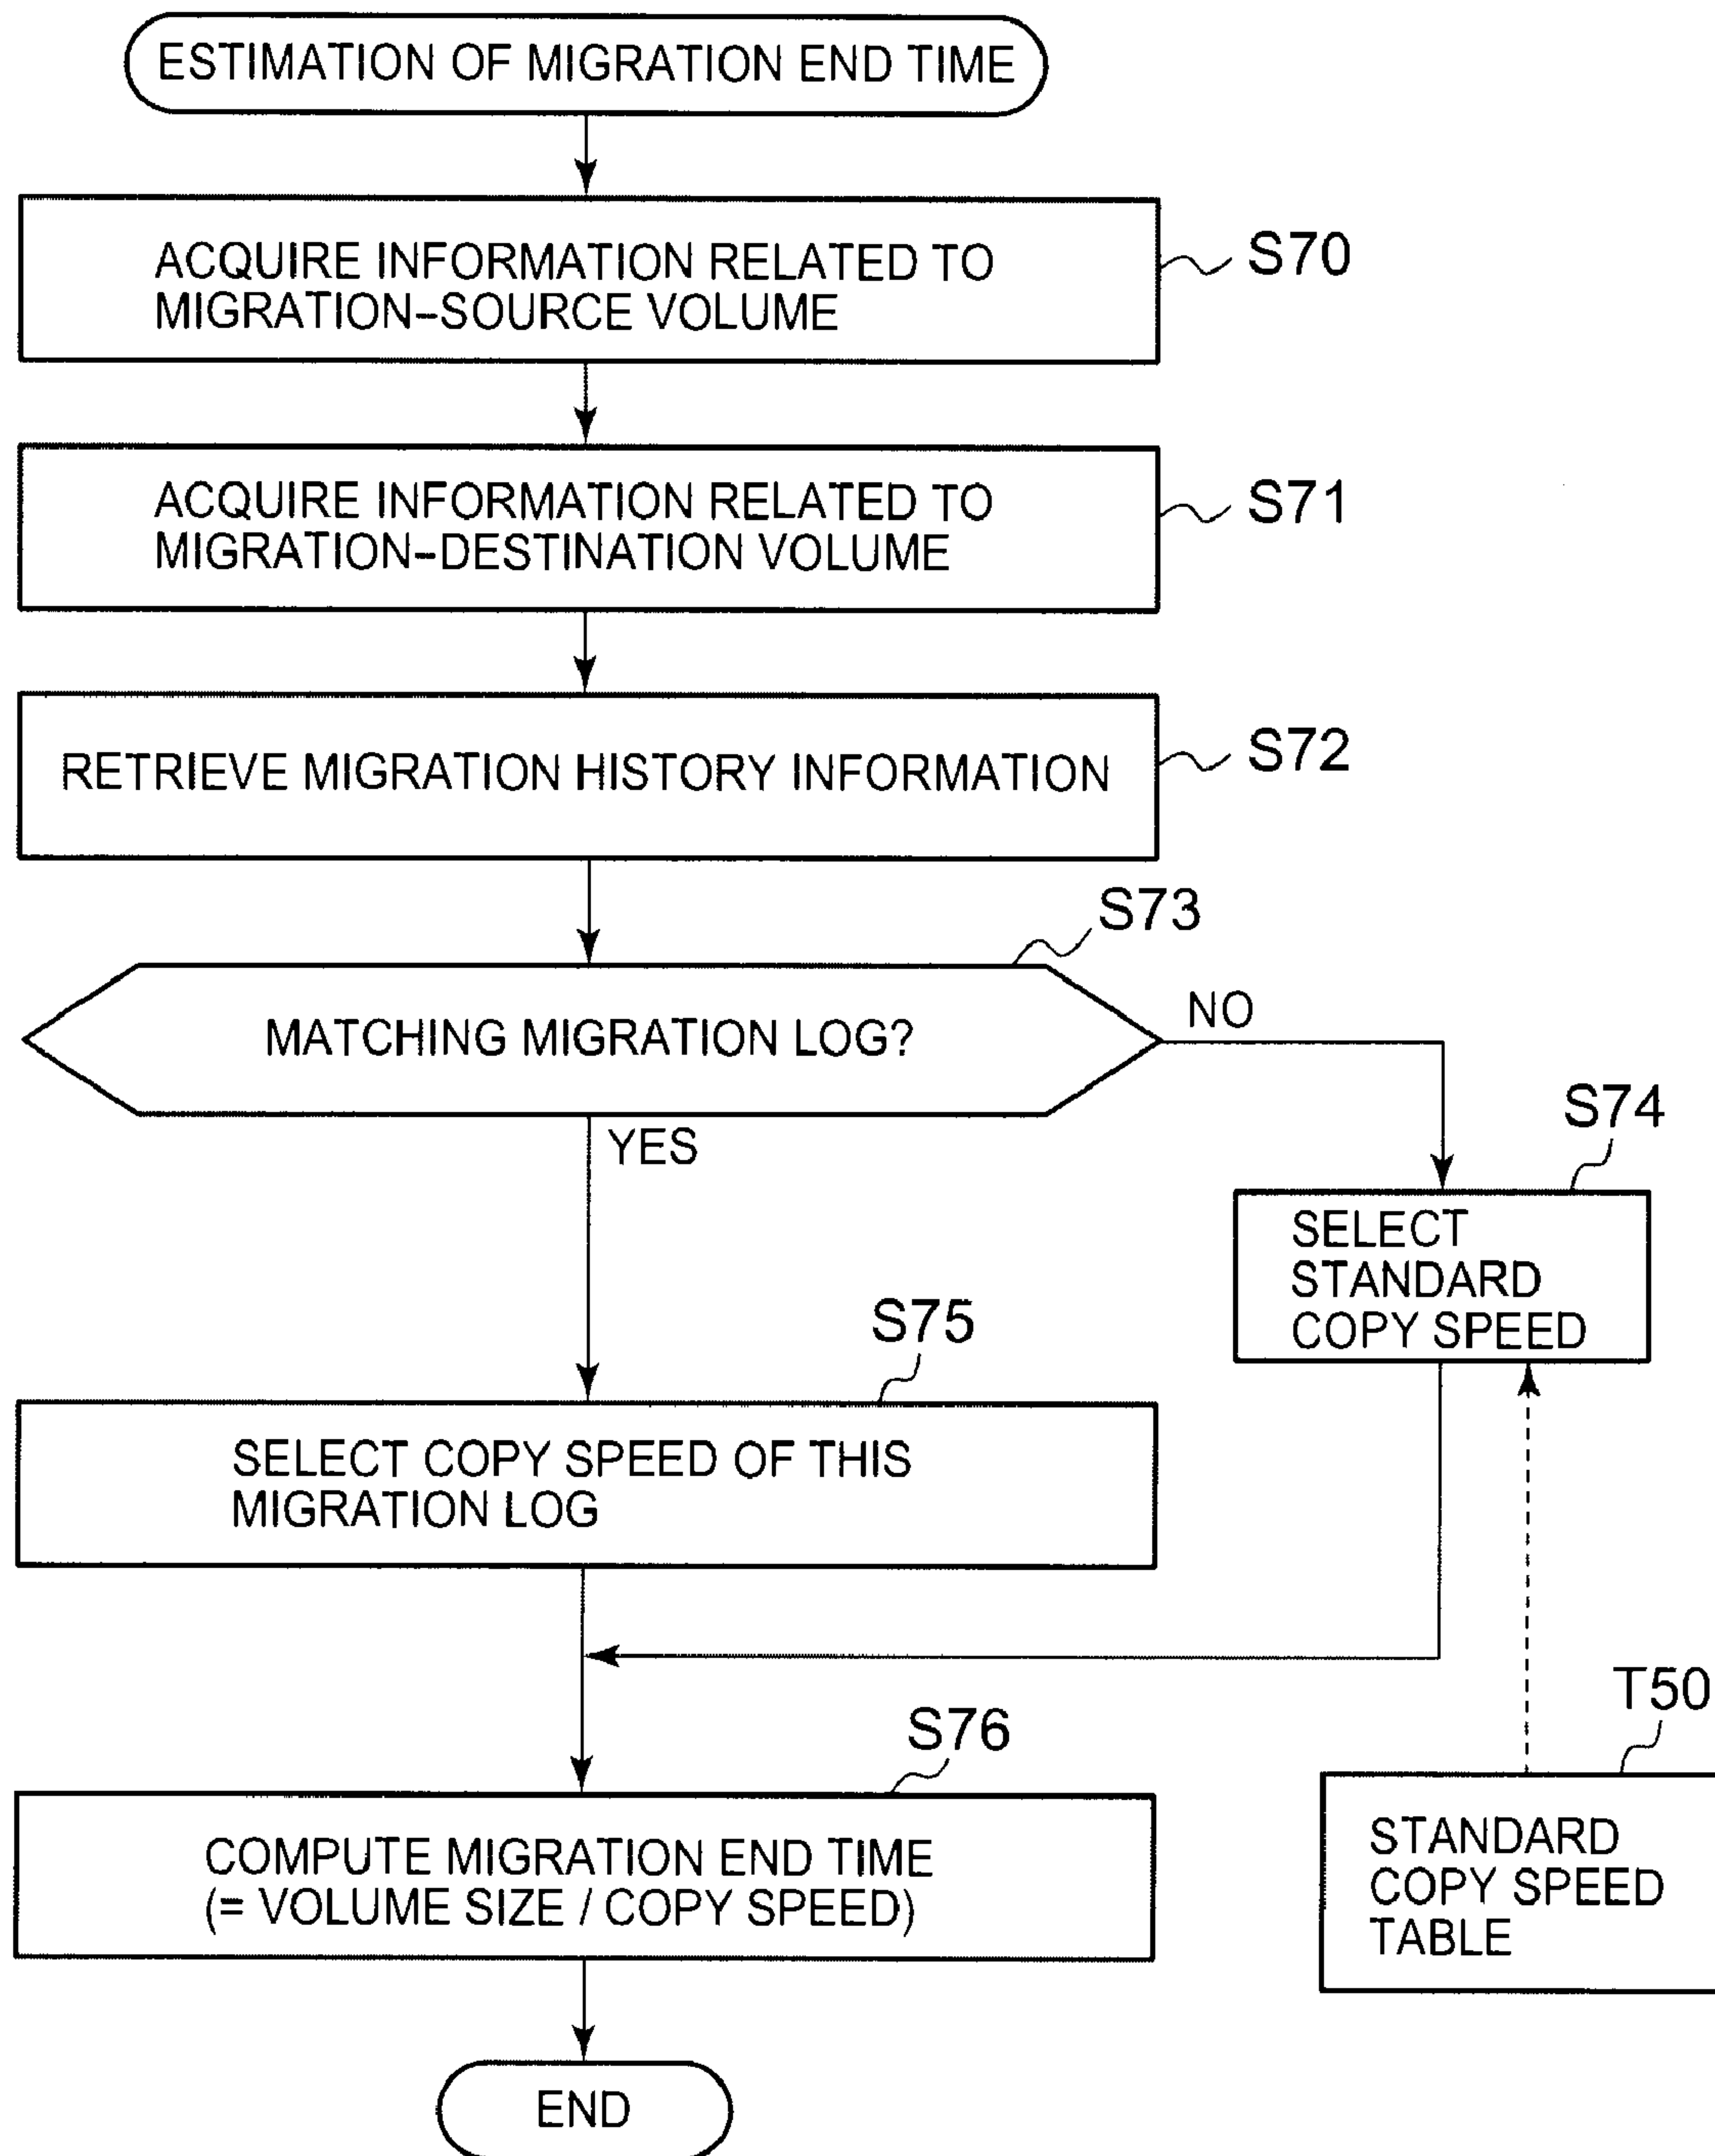 ESTIMATION OF MIGRATION END TIME
ACQUIRE INFORMATION RELATED TO
MIGRATION-SOURCE VOLUME
S70
ACQUIRE INFORMATION RELATED TO
MIGRATION-DESTINATION VOLUME
S71
RETRIEVE MIGRATION HISTORY INFORMATION
S72
S73
MATCHING MIGRATION LOG?
NO
YES
S74
SELECT
STANDARD
COPY SPEED
S75
SELECT COPY SPEED OF THIS
MIGRATION LOG
T50
STANDARD
COPY SPEED
TABLE
S76
COMPUTE MIGRATION END TIME
(= VOLUME SIZE / COPY SPEED)
END